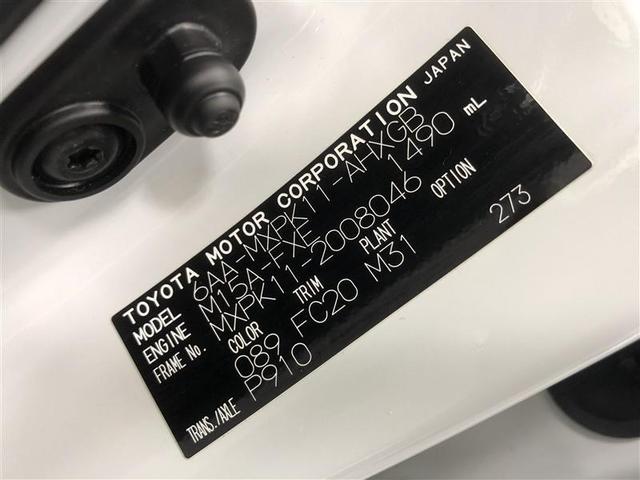 TOYOTA MOTOR CORPORATION JAPAN
MODEL 6AA-MXPK11-AHXGB
ENGINE M15A-FXE 1490 mL
FRAME No. MXPK11-2008046
COLOR TRIM PLANT OPTION
089 FC20 M31 273
TRANS./AXLE P910